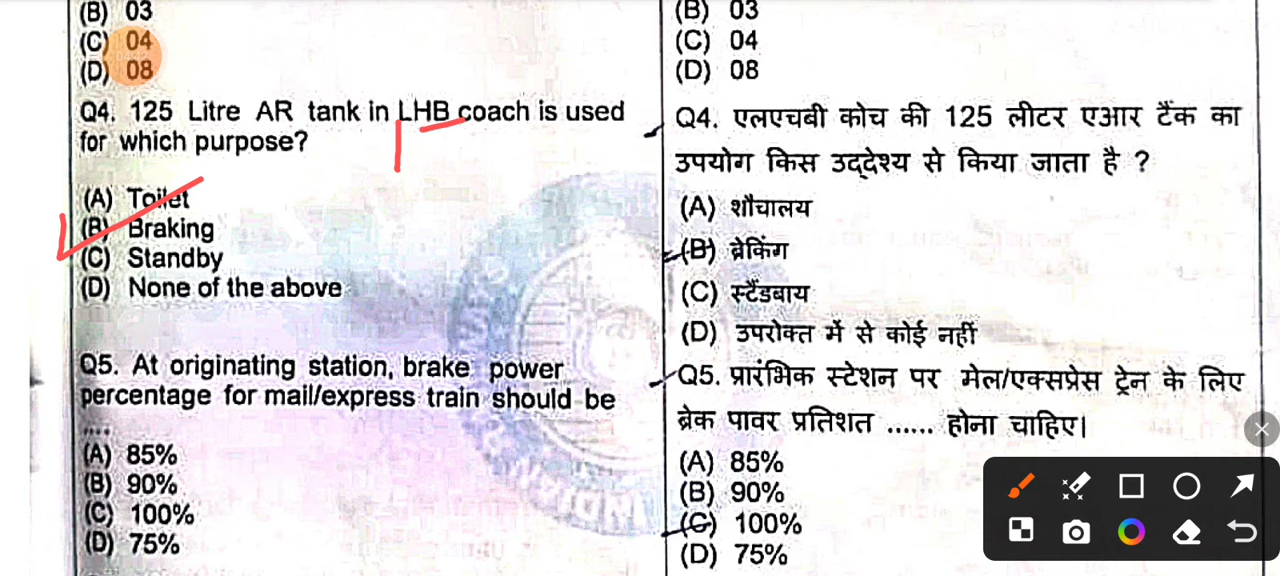 (B) 03
(C) 04
(D) 08
Q4. 125 Litre AR tank in LHB coach is used
for which purpose?
(A) Toilet
(B) Braking
(C) Standby
(D) None of the above
Q5. At originating station, brake power
percentage for mail/express train should be
....
(A) 85%
(B) 90%
(C) 100%
(D) 75%
(B) 03
(C) 04
(D) 08
Q4. एलएचबी कोच की 125 लीटर एआर टैंक का
उपयोग किस उद्देश्य से किया जाता है ?
(A) शौचालय
(B) ब्रेकिंग
(C) स्टैंडबाय
(D) उपरोक्त में से कोई नहीं
Q5. प्रारंभिक स्टेशन पर मेल/एक्सप्रेस ट्रेन के लिए
ब्रेक पावर प्रतिशत ...... होना चाहिए।
(A) 85%
(B) 90%
(C) 100%
(D) 75%